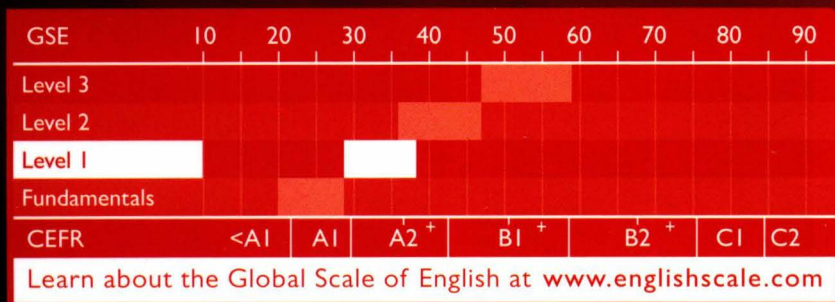 GSE 10 20 30 40 50 60 70 80 90
Level 3
Level 2
Level 1
Fundamentals
CEFR <A1 A1 A2 + B1 + B2 + C1 C2
Learn about the Global Scale of English at www.englishscale.com